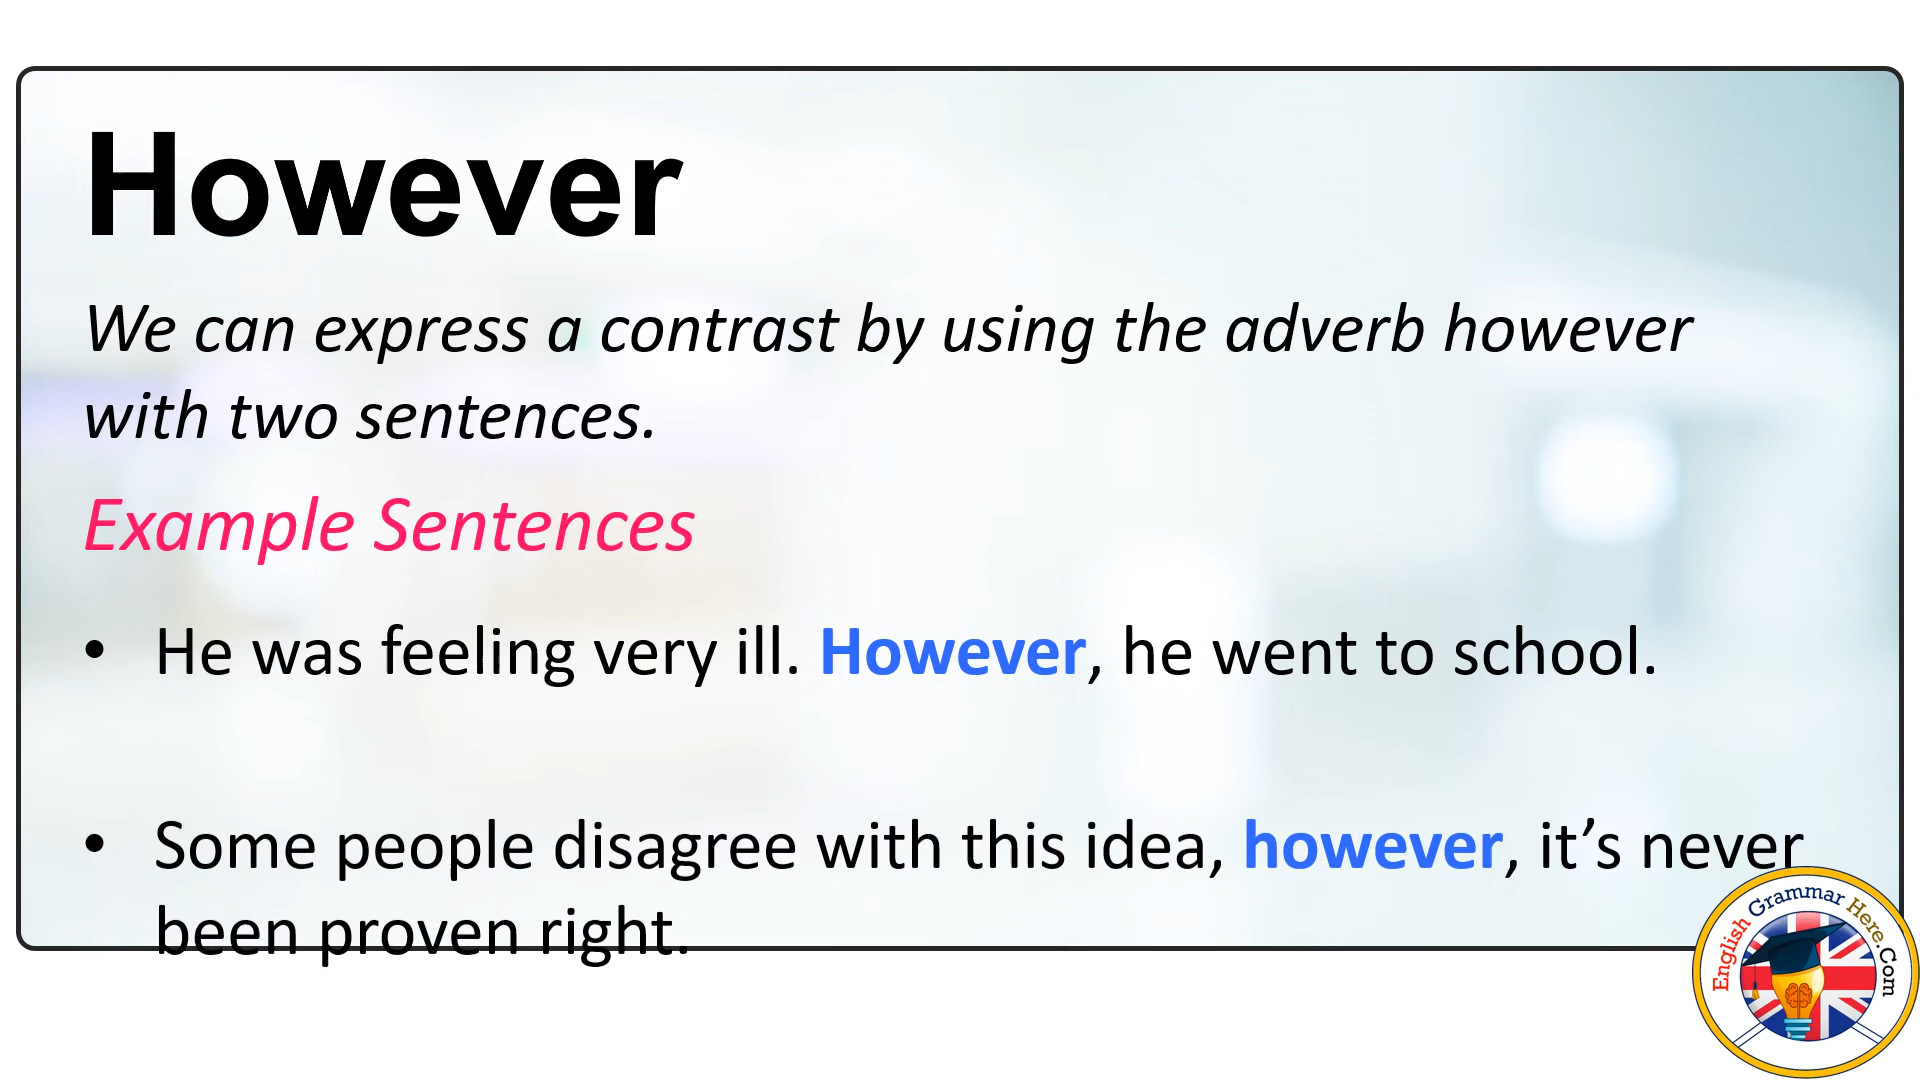 However
We can express a contrast by using the adverb however
with two sentences.
Example Sentences
• He was feeling very ill. However, he went to school.
• Some people disagree with this idea, however, it’s never
been proven right.
English Grammar Here.Com